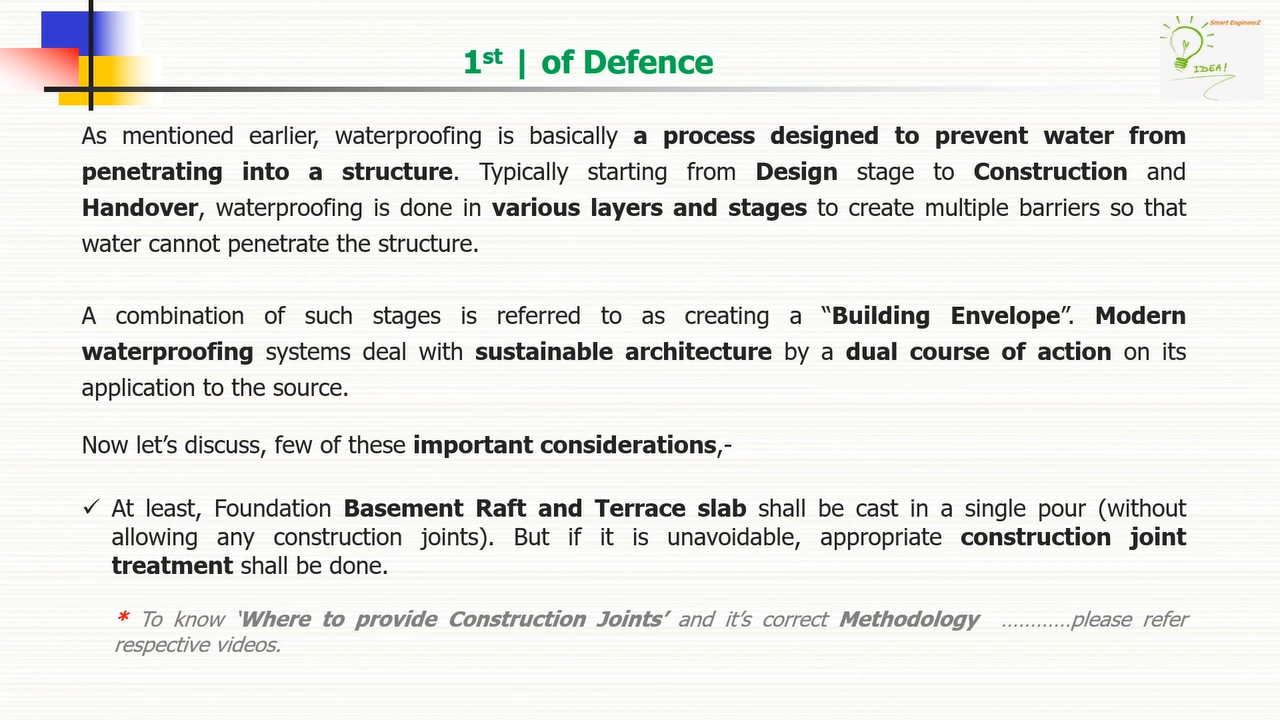 1st | of Defence
Smart EngineerZ
IDEA!
As mentioned earlier, waterproofing is basically a process designed to prevent water from
penetrating into a structure. Typically starting from Design stage to Construction and
Handover, waterproofing is done in various layers and stages to create multiple barriers so that
water cannot penetrate the structure.
A combination of such stages is referred to as creating a “Building Envelope”. Modern
waterproofing systems deal with sustainable architecture by a dual course of action on its
application to the source.
Now let’s discuss, few of these important considerations,-
✓ At least, Foundation Basement Raft and Terrace slab shall be cast in a single pour (without
allowing any construction joints). But if it is unavoidable, appropriate construction joint
treatment shall be done.
* To know ‘Where to provide Construction Joints’ and it’s correct Methodology …………please refer
respective videos.